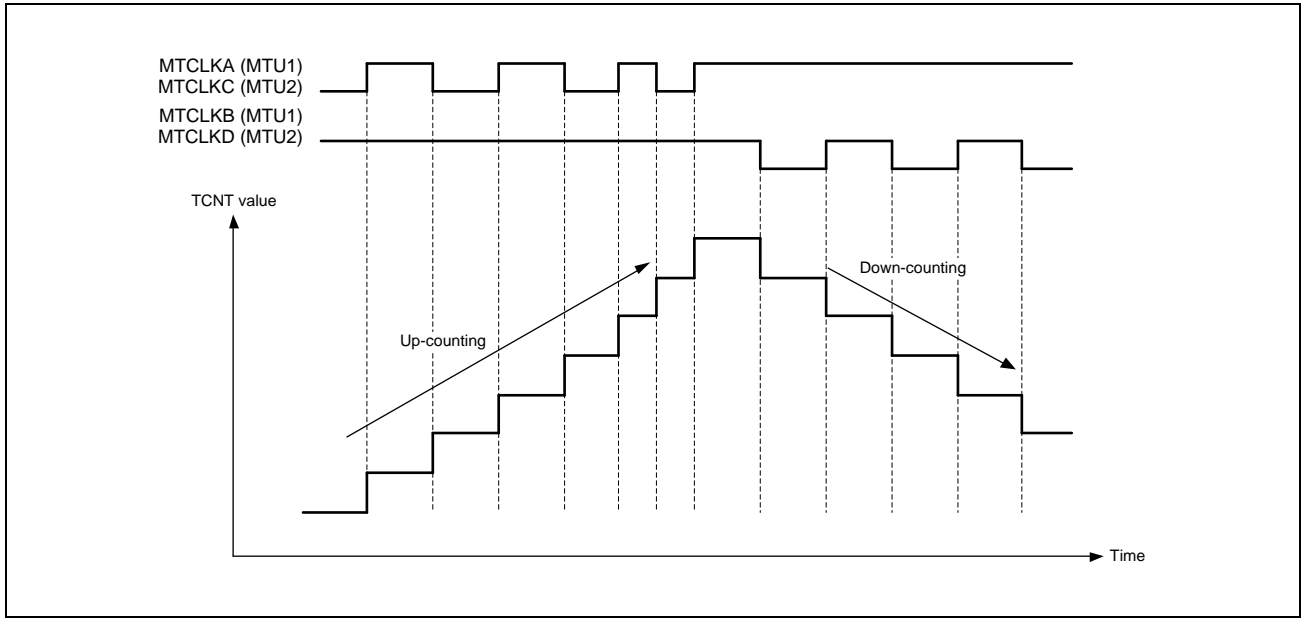 MTCLKA (MTU1)
MTCLKC (MTU2)
MTCLKB (MTU1)
MTCLKD (MTU2)
TCNT value
Down-counting
Up-counting
Time